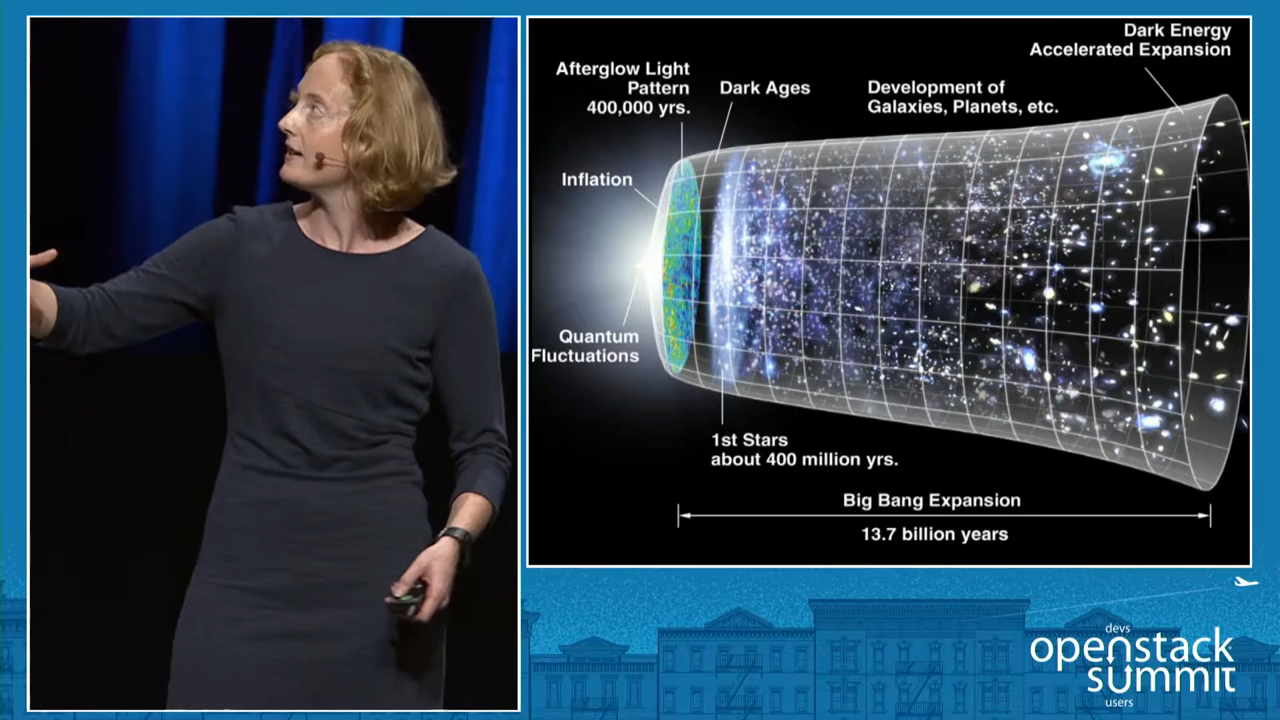 Dark Energy
Accelerated Expansion
Afterglow Light
Pattern
400,000 yrs.
Dark Ages
Development of
Galaxies, Planets, etc.
Inflation
Quantum
Fluctuations
1st Stars
about 400 million yrs.
Big Bang Expansion
13.7 billion years
devs
openstack
summit
users